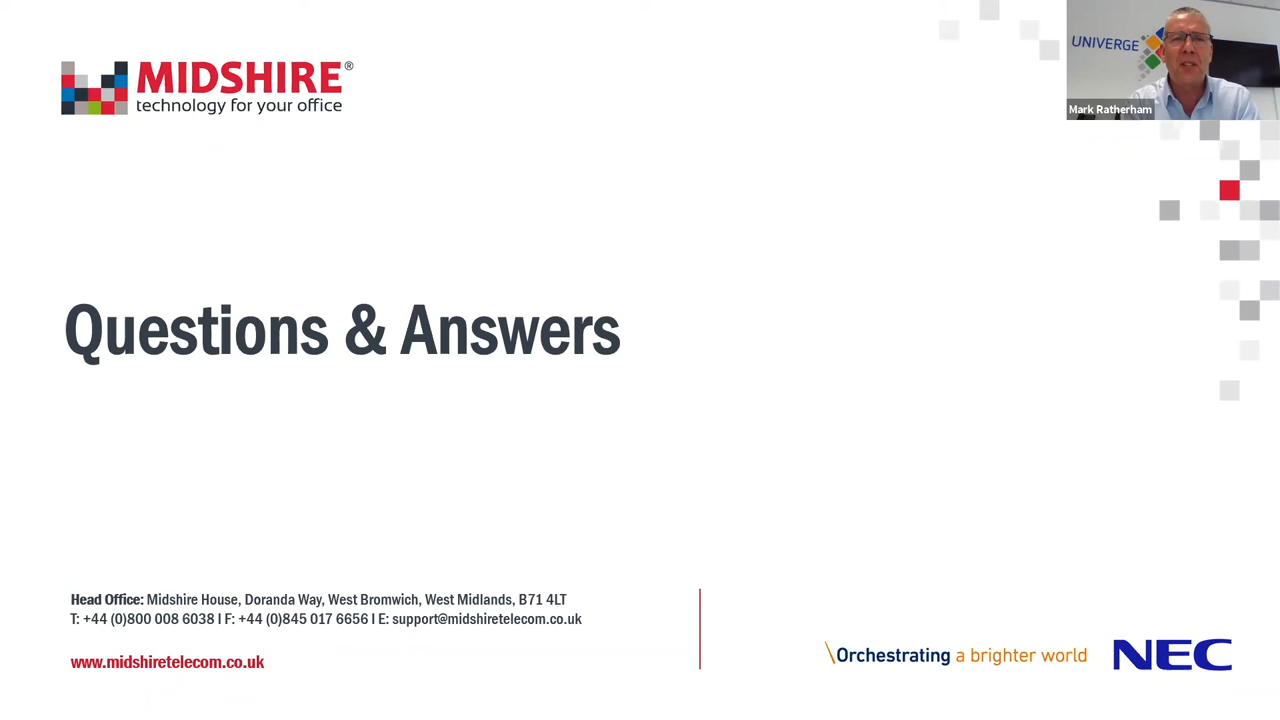 MIDSHIRE®
technology for your office
UNIVERGE
Mark Ratherham
Questions & Answers
Head Office: Midshire House, Doranda Way, West Bromwich, West Midlands, B71 4LT
T: +44 (0)800 008 6038 I F: +44 (0)845 017 6656 I E: support@midshiretelecom.co.uk
www.midshiretelecom.co.uk
\Orchestrating a brighter world
NEC